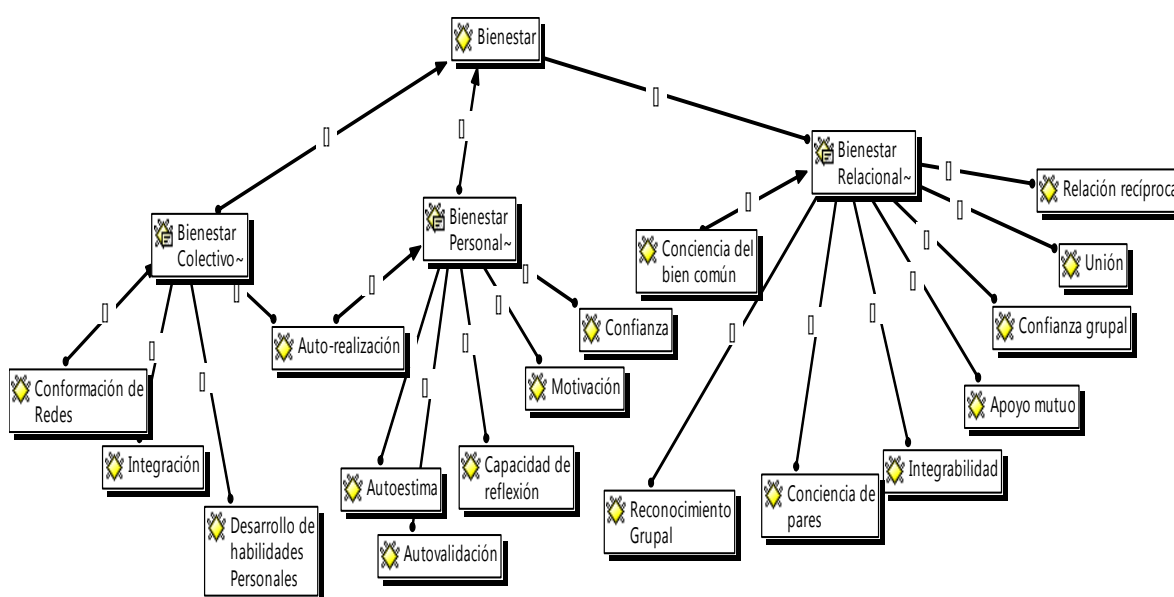 Bienestar
Bienestar
Relacional~
Relación recíproca
Bienestar
Colectivo~
Bienestar
Personal~
Conciencia del
bien común
Unión
Auto-realización
Confianza
Confianza grupal
Conformación de
Redes
Motivación
Apoyo mutuo
Integración
Autoestima
Capacidad de
reflexión
Integrabilidad
Reconocimiento
Grupal
Conciencia de
pares
Desarrollo de
habilidades
Personales
Autovalidación